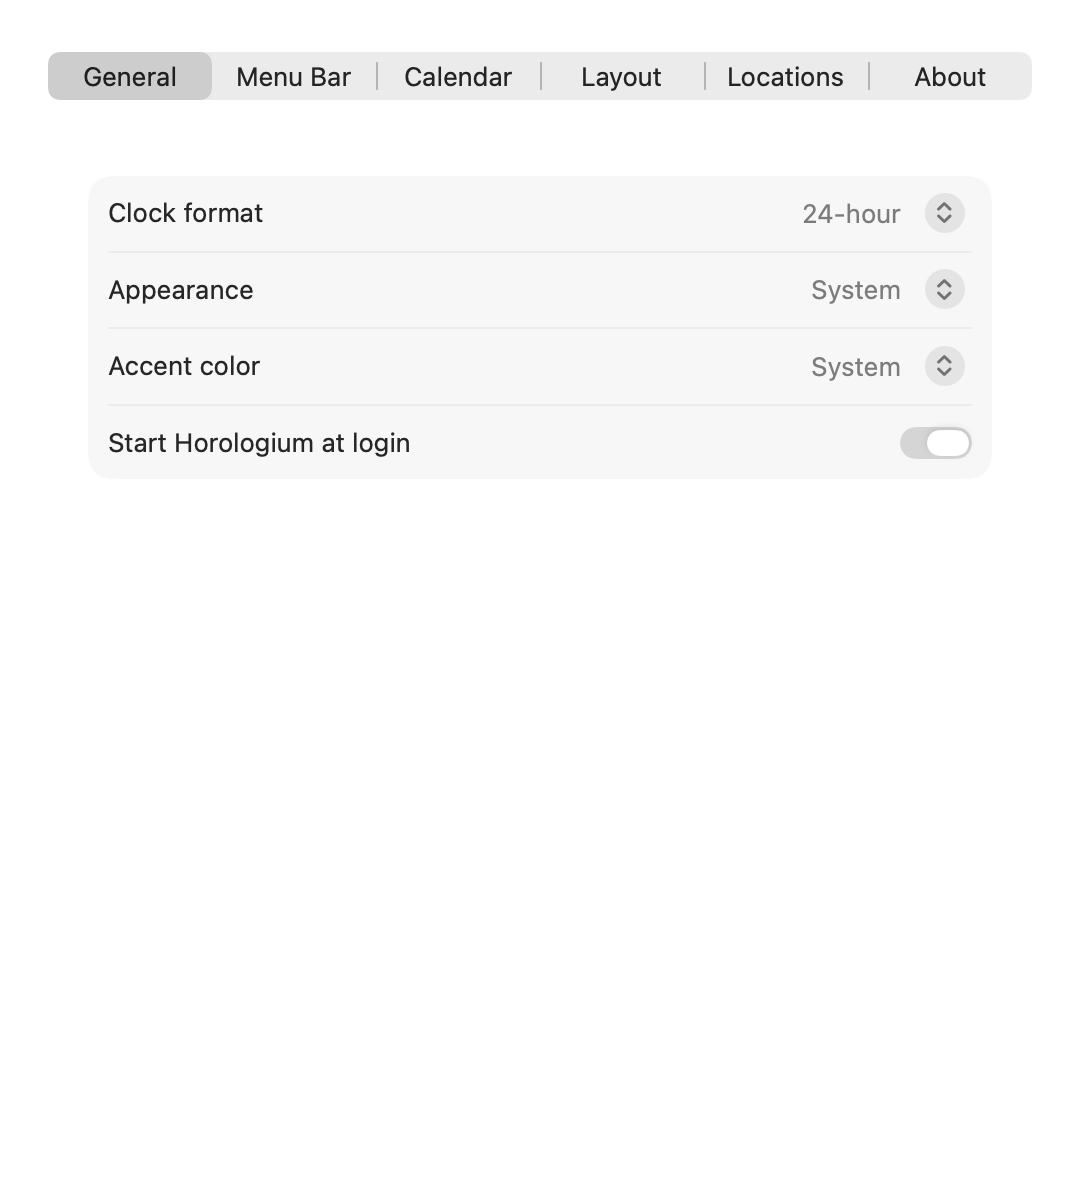 General Menu Bar Calendar Layout Locations About
Clock format 24-hour
Appearance System
Accent color System
Start Horologium at login